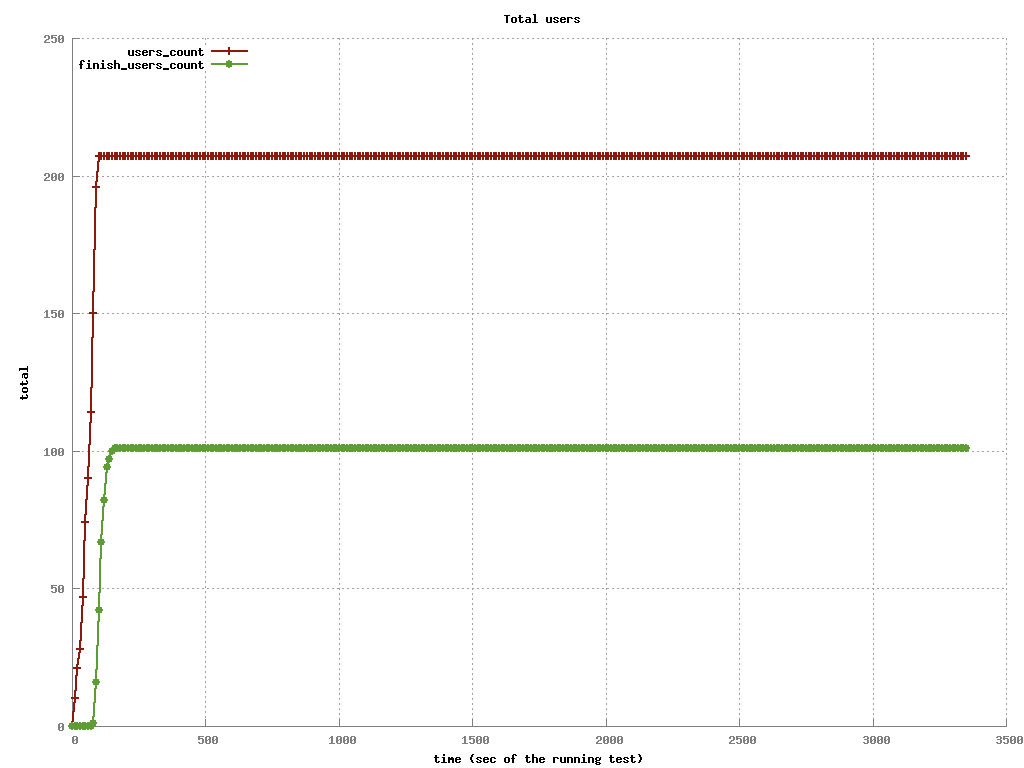 Total users
users_count
finish_users_count
250
200
150
100
50
0
total
0 500 1000 1500 2000 2500 3000 3500
time (sec of the running test)